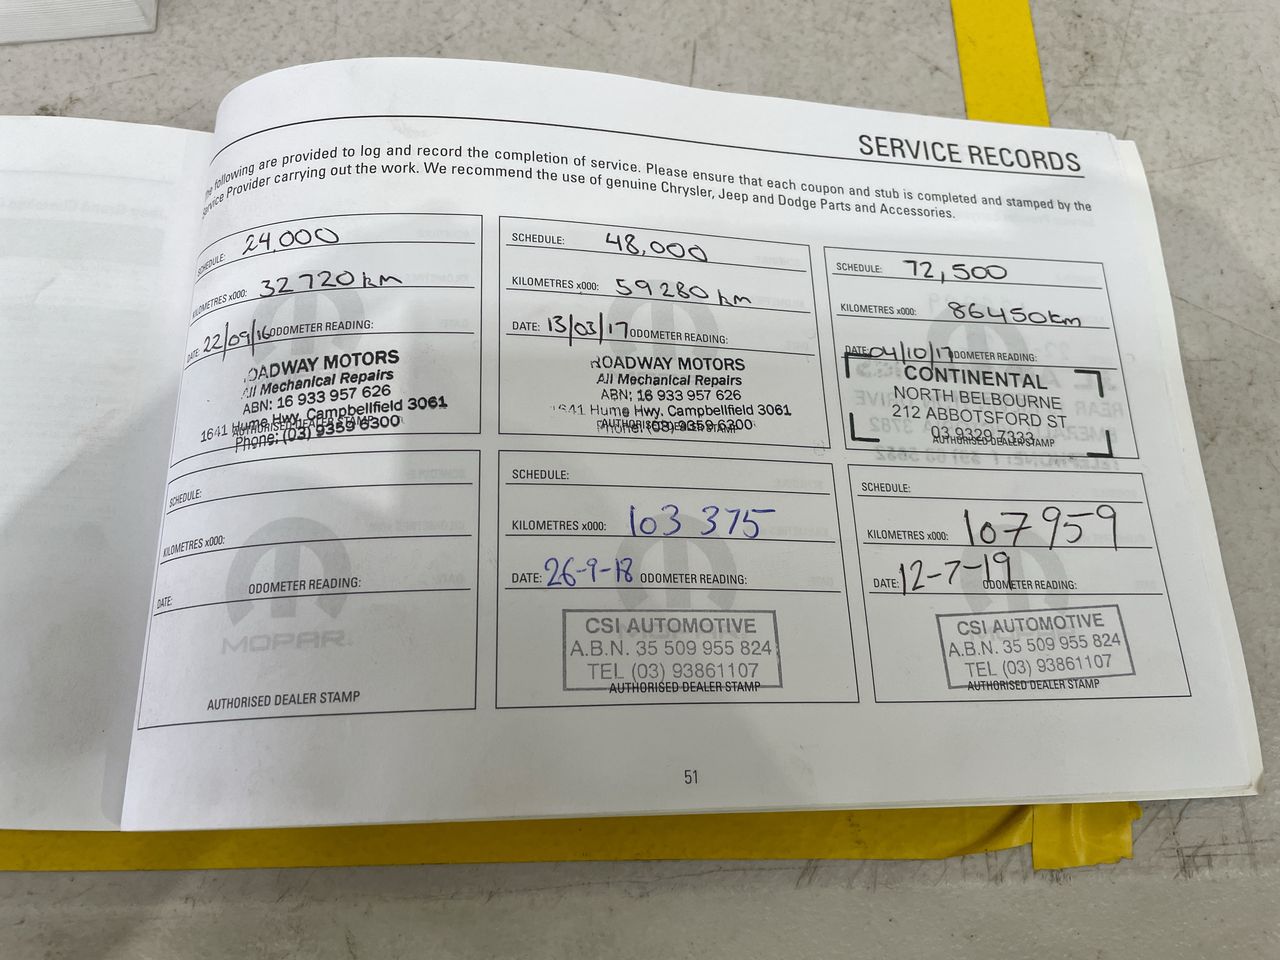 SERVICE RECORDS
The following are provided to log and record the completion of service. Please ensure that each coupon and stub is completed and stamped by the
Service Provider carrying out the work. We recommend the use of genuine Chrysler, Jeep and Dodge Parts and Accessories.
SCHEDULE: 24,000
KILOMETRES x000: 32720 km
DATE: 22/09/16 ODOMETER READING:
ROADWAY MOTORS
All Mechanical Repairs
ABN: 16 933 957 626
1641 Hume Hwy, Campbellfield 3061
Phone: (03) 9359 6300
AUTHORISED DEALER STAMP
SCHEDULE: 48,000
KILOMETRES x000: 59280 km
DATE: 13/03/17 ODOMETER READING:
ROADWAY MOTORS
All Mechanical Repairs
ABN: 16 933 957 626
1641 Hume Hwy, Campbellfield 3061
Phone: (03) 9359 6300
AUTHORISED DEALER STAMP
SCHEDULE: 72,500
KILOMETRES x000: 86450km
DATE: 04/10/17 ODOMETER READING:
CONTINENTAL
NORTH BELBOURNE
212 ABBOTSFORD ST
03 9329 7333
AUTHORISED DEALER STAMP
SCHEDULE:
KILOMETRES x000:
DATE: ODOMETER READING:
MOPAR
AUTHORISED DEALER STAMP
SCHEDULE:
KILOMETRES x000: 103 375
DATE: 26-9-18 ODOMETER READING:
CSI AUTOMOTIVE
A.B.N. 35 509 955 824
TEL (03) 93861107
AUTHORISED DEALER STAMP
SCHEDULE:
KILOMETRES x000: 107959
DATE: 12-7-19 ODOMETER READING:
CSI AUTOMOTIVE
A.B.N. 35 509 955 824
TEL (03) 93861107
AUTHORISED DEALER STAMP
51